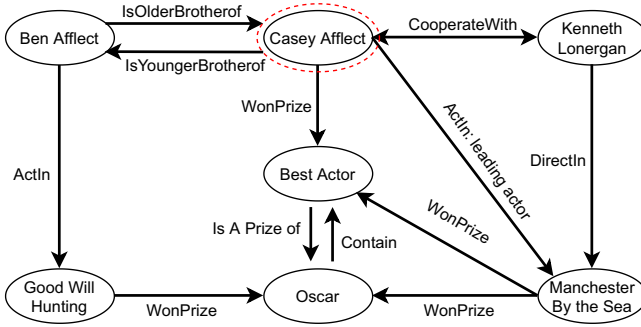 IsOlderBrotherof
Ben Afflect
Casey Afflect
CooperateWith
Kenneth
Lonergan
IsYoungerBrotherof
WonPrize
ActIn: leading actor
ActIn
Best Actor
DirectIn
Is A Prize of
Contain
WonPrize
Good Will
Hunting
WonPrize
Oscar
WonPrize
Manchester
By the Sea